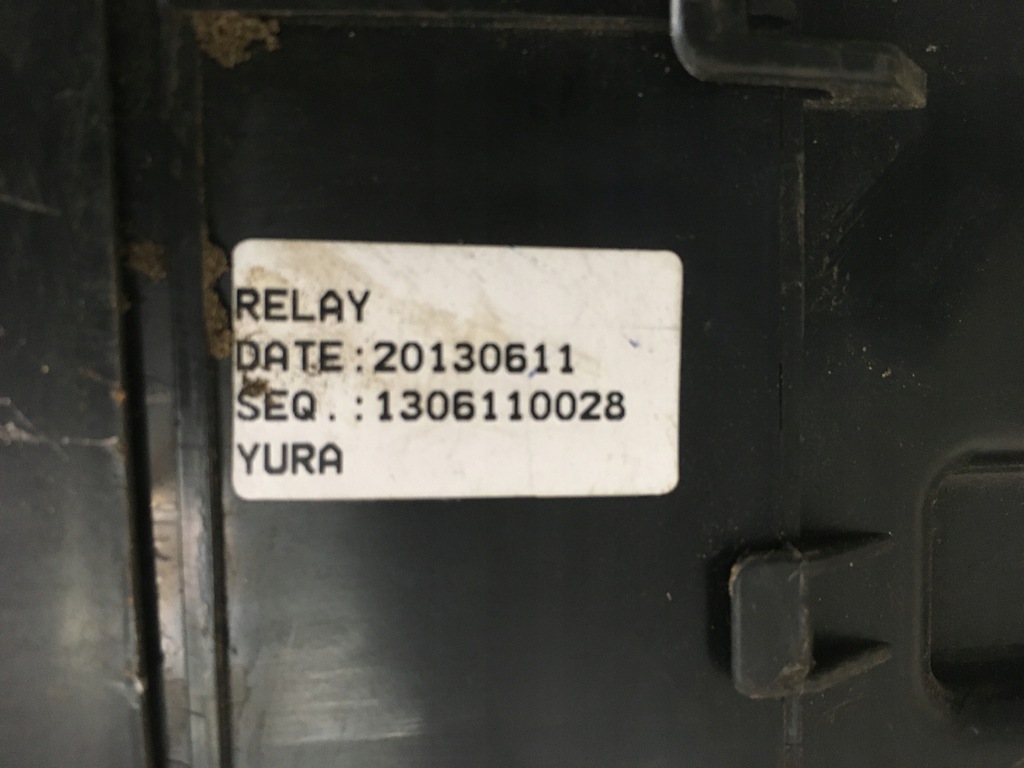 RELAY
DATE:20130611
SEQ.:1306110028
YURA